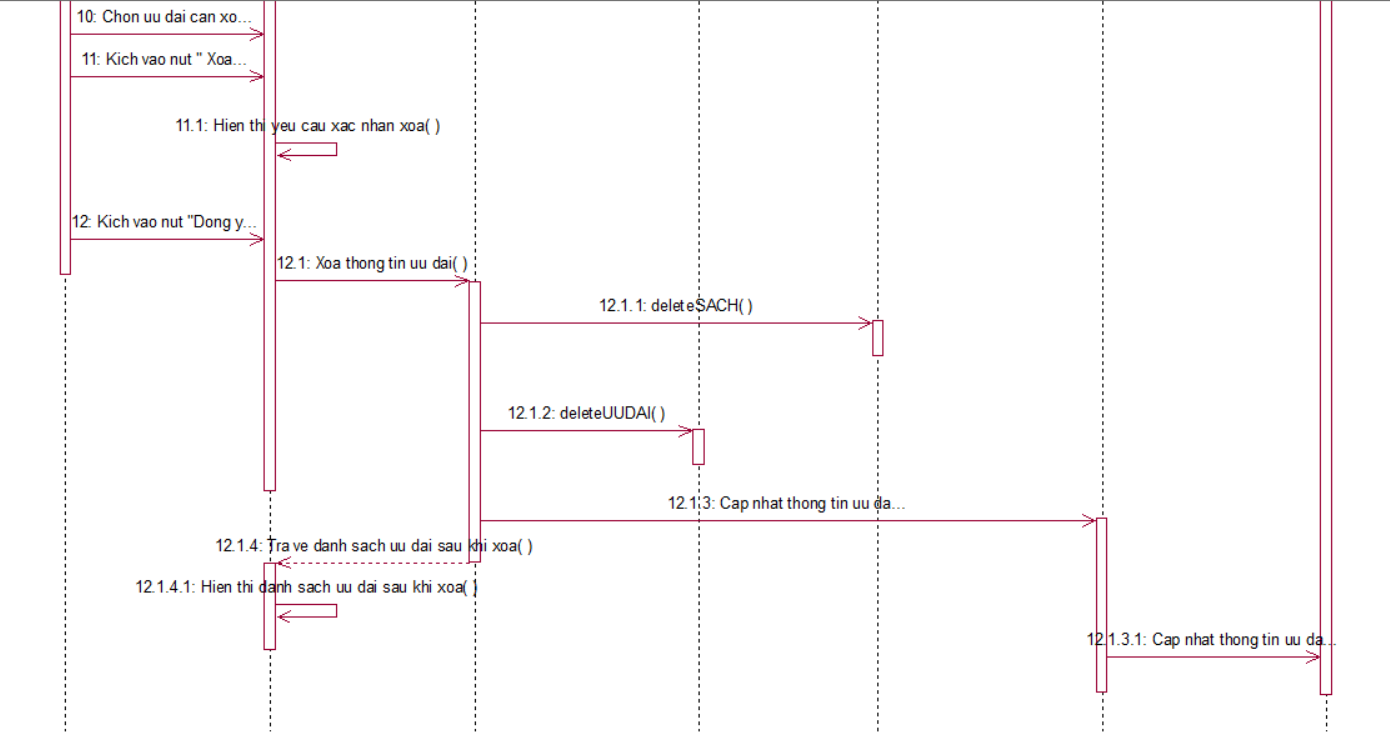 10: Chon uu dai can xo...
11: Kich vao nut " Xoa...
11.1: Hien thi yeu cau xac nhan xoa( )
12: Kich vao nut "Dong y...
12.1: Xoa thong tin uu dai( )
12.1.1: deleteSACH( )
12.1.2: deleteUUDAI( )
12.1.3: Cap nhat thong tin uu da...
12.1.4: Tra ve danh sach uu dai sau khi xoa( )
12.1.4.1: Hien thi danh sach uu dai sau khi xoa( )
12.1.3.1: Cap nhat thong tin uu da...